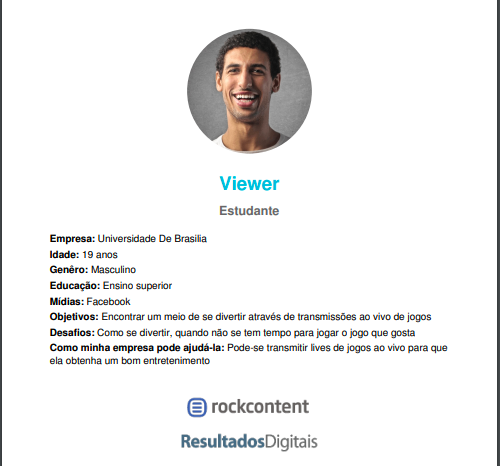 Viewer
Estudante
Empresa: Universidade De Brasilia
Idade: 19 anos
Genêro: Masculino
Educação: Ensino superior
Mídias: Facebook
Objetivos: Encontrar um meio de se divertir através de transmissões ao vivo de jogos
Desafios: Como se divertir, quando não se tem tempo para jogar o jogo que gosta
Como minha empresa pode ajudá-la: Pode-se transmitir lives de jogos ao vivo para que
ela obtenha um bom entretenimento
rockcontent
ResultadosDigitais